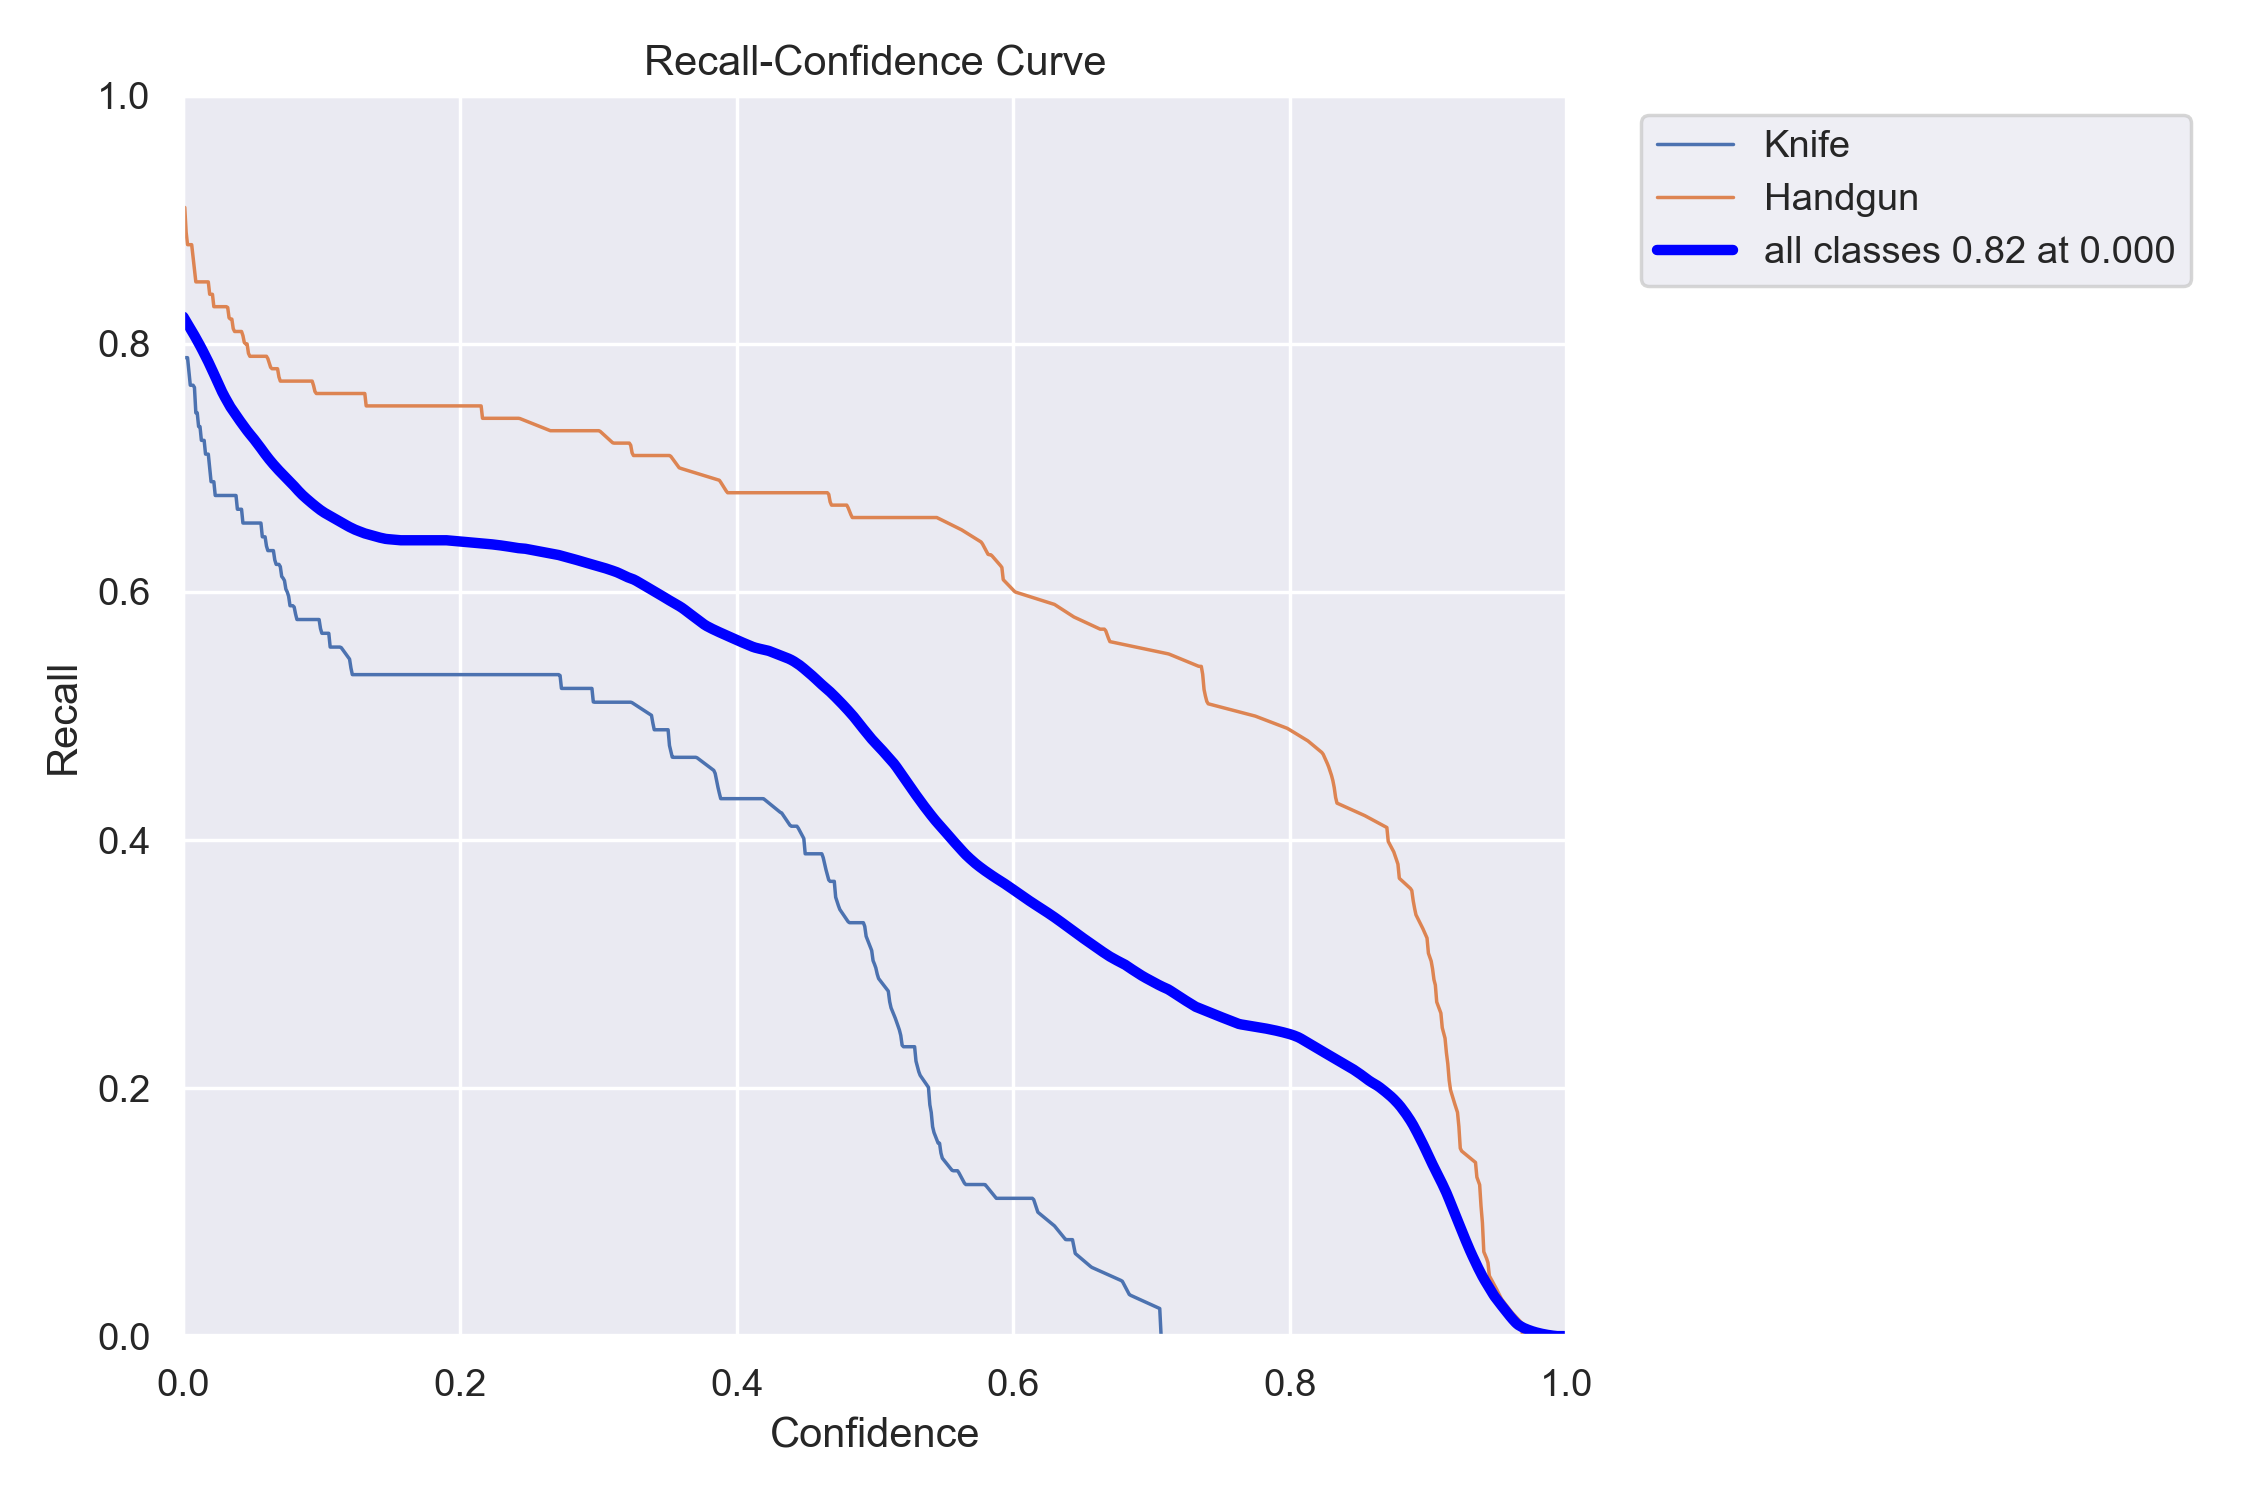 Recall-Confidence Curve
1.0
0.8
0.6
0.4
0.2
0.0
Recall
0.0 0.2 0.4 0.6 0.8 1.0
Confidence
Knife
Handgun
all classes 0.82 at 0.000